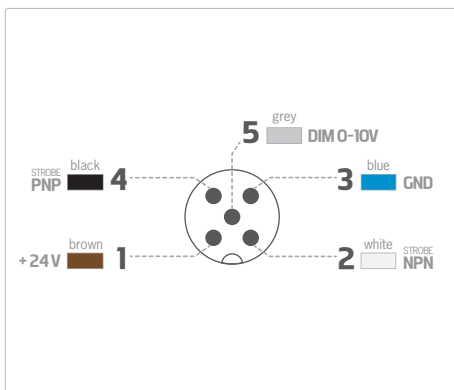 grey
5 DIM 0-10V
black
STROBE
PNP 4
blue
3 GND
brown
+24V 1
white
2 STROBE
NPN